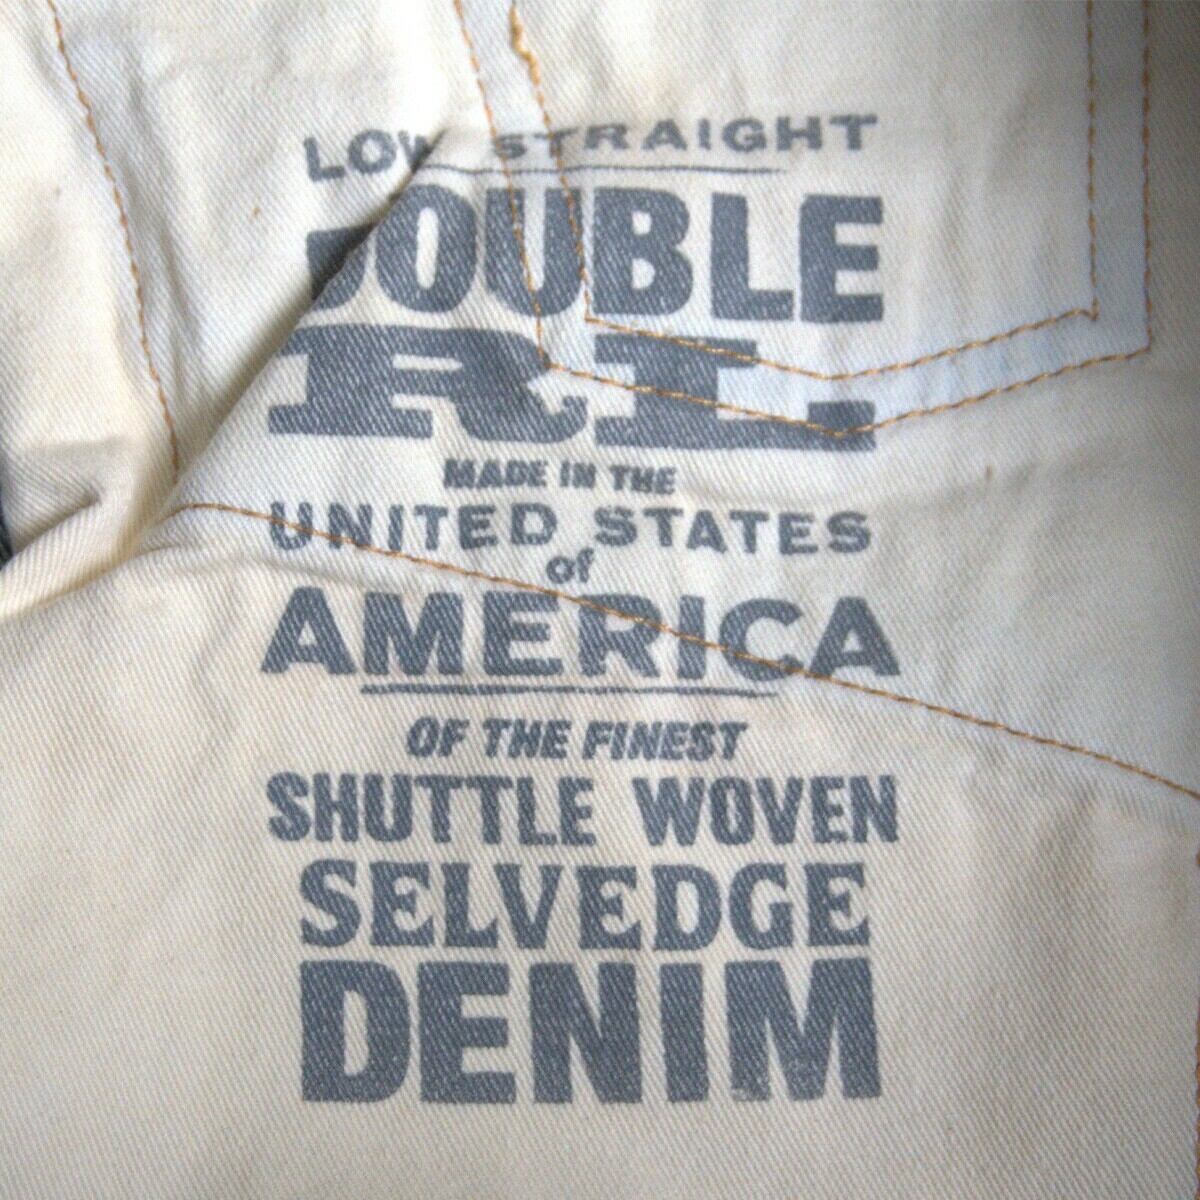 LOW STRAIGHT
DOUBLE
RL
MADE IN THE
UNITED STATES
of
AMERICA
OF THE FINEST
SHUTTLE WOVEN
SELVEDGE
DENIM